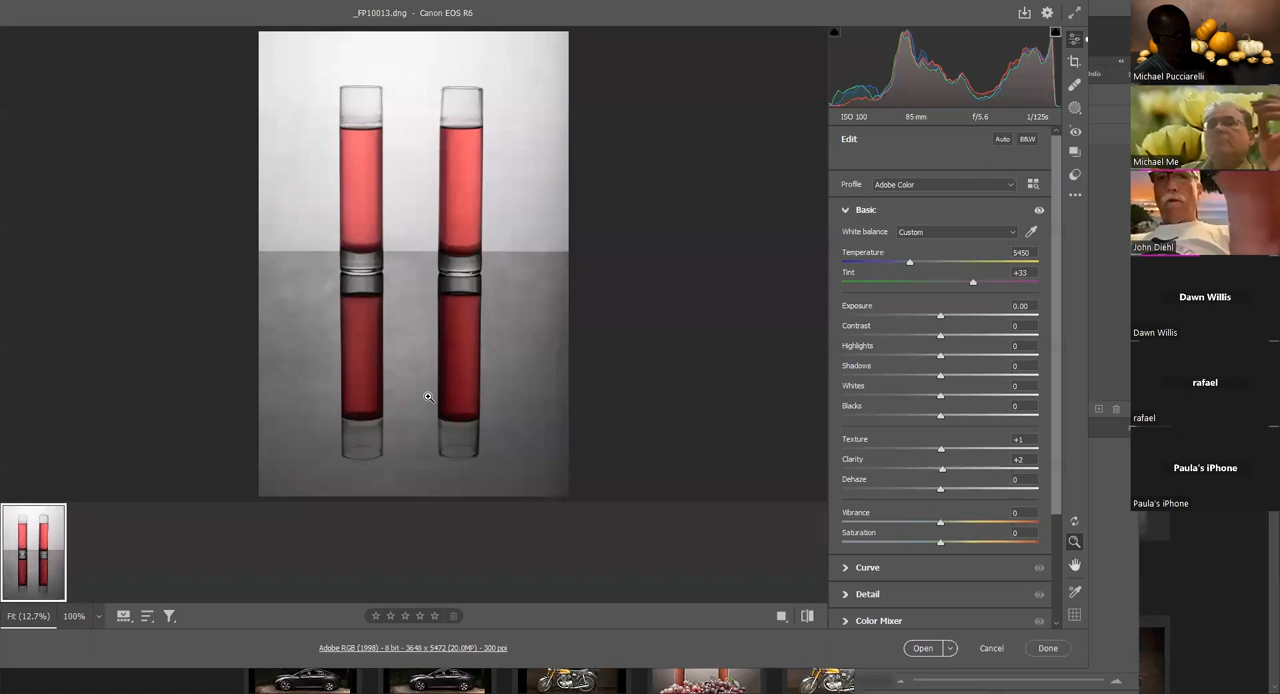 _FP10013.dng - Canon EOS R6
ISO 100 85 mm f/5.6 1/125s
Info
Edit Auto B&W
Profile Adobe Color
Basic
White balance Custom
Temperature 5450
Tint +33
Exposure 0.00
Contrast 0
Highlights 0
Shadows 0
Whites 0
Blacks 0
Texture +1
Clarity +2
Dehaze 0
Vibrance 0
Saturation 0
Curve
Detail
Color Mixer
Fit (12.7%) 100%
Adobe RGB (1998) - 8 bit - 3648 x 5472 (20.0MP) - 300 ppi
Open Cancel Done
Michael Pucciarelli
Michael Me
John Diehl
Dawn Willis
Dawn Willis
rafael
rafael
Paula's iPhone
Paula's iPhone